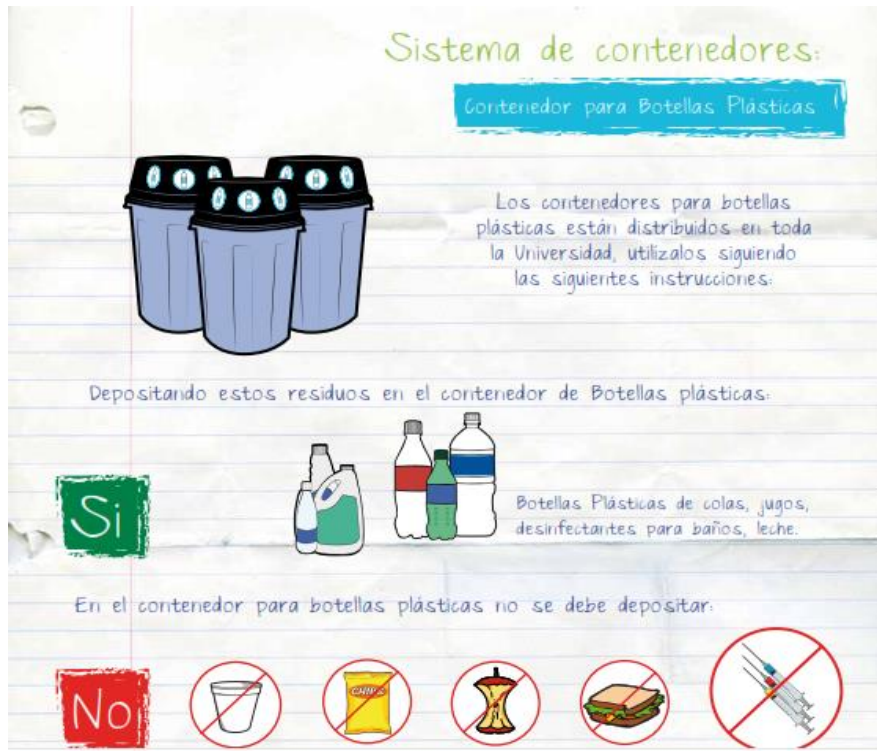 Sistema de contenedores:
Contenedor para Botellas Plásticas
Los contenedores para botellas
plásticas están distribuidos en toda
la Universidad, utilízalos siguiendo
las siguientes instrucciones:
Depositando estos residuos en el contenedor de Botellas plásticas:
Si
Botellas Plásticas de colas, jugos,
desinfectantes para baños, leche.
En el contenedor para botellas plásticas no se debe depositar:
No
CHIPS